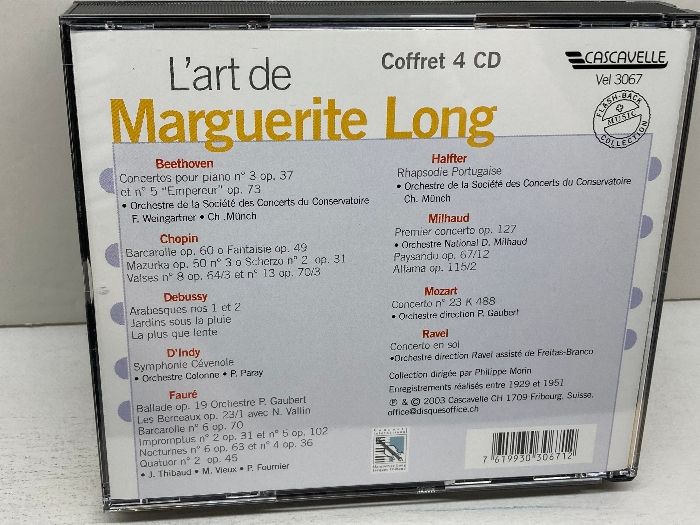 L'art de
Marguerite Long
Coffret 4 CD
CASCAVELLE
Vel 3067
FLASH-BACK
MUSIC
COLLECTION
Beethoven
Concertos pour piano n° 3 op. 37
et n° 5 "Empereur" op. 73
• Orchestre de la Société des Concerts du Conservatoire
F. Weingartner • Ch. Münch
Chopin
Barcarolle op. 60 o Fantaisie op. 49
Mazurka op. 50 n° 3 o Scherzo n° 2 op. 31
Valses n° 8 op. 64/3 et n° 13 op. 70/3
Debussy
Arabesques nos 1 et 2
Jardins sous la pluie
La plus que lente
D'Indy
Symphonie Cévenole
• Orchestre Colonne • P. Paray
Fauré
Ballade op. 19 Orchestre P. Gaubert
Les Berceaux op. 23/1 avec N. Vallin
Barcarolle n° 6 op. 70
Impromptus n° 2 op. 31 et n° 5 op. 102
Nocturnes n° 6 op. 63 et n° 4 op. 36
Quatuor n° 2 op. 45
• J. Thibaud • M. Vieux • P. Fournier
Halfter
Rhapsodie Portugaise
• Orchestre de la Société des Concerts du Conservatoire
Ch. Münch
Milhaud
Premier concerto op. 127
• Orchestre National D. Milhaud
Paysandu op. 67/12
Alfama op. 115/2
Mozart
Concerto n° 23 K 488
• Orchestre direction P. Gaubert
Ravel
Concerto en sol
•Orchestre direction Ravel assisté de Freitas-Branco
Collection dirigée par Philippe Morin
Enregistrements réalisés entre 1929 et 1951
℗ & © 2003 Cascavelle CH 1709 Fribourg, Suisse.
office@disquesoffice.ch
Marguerite Long
Jacques Thibaud
7 619930 306712